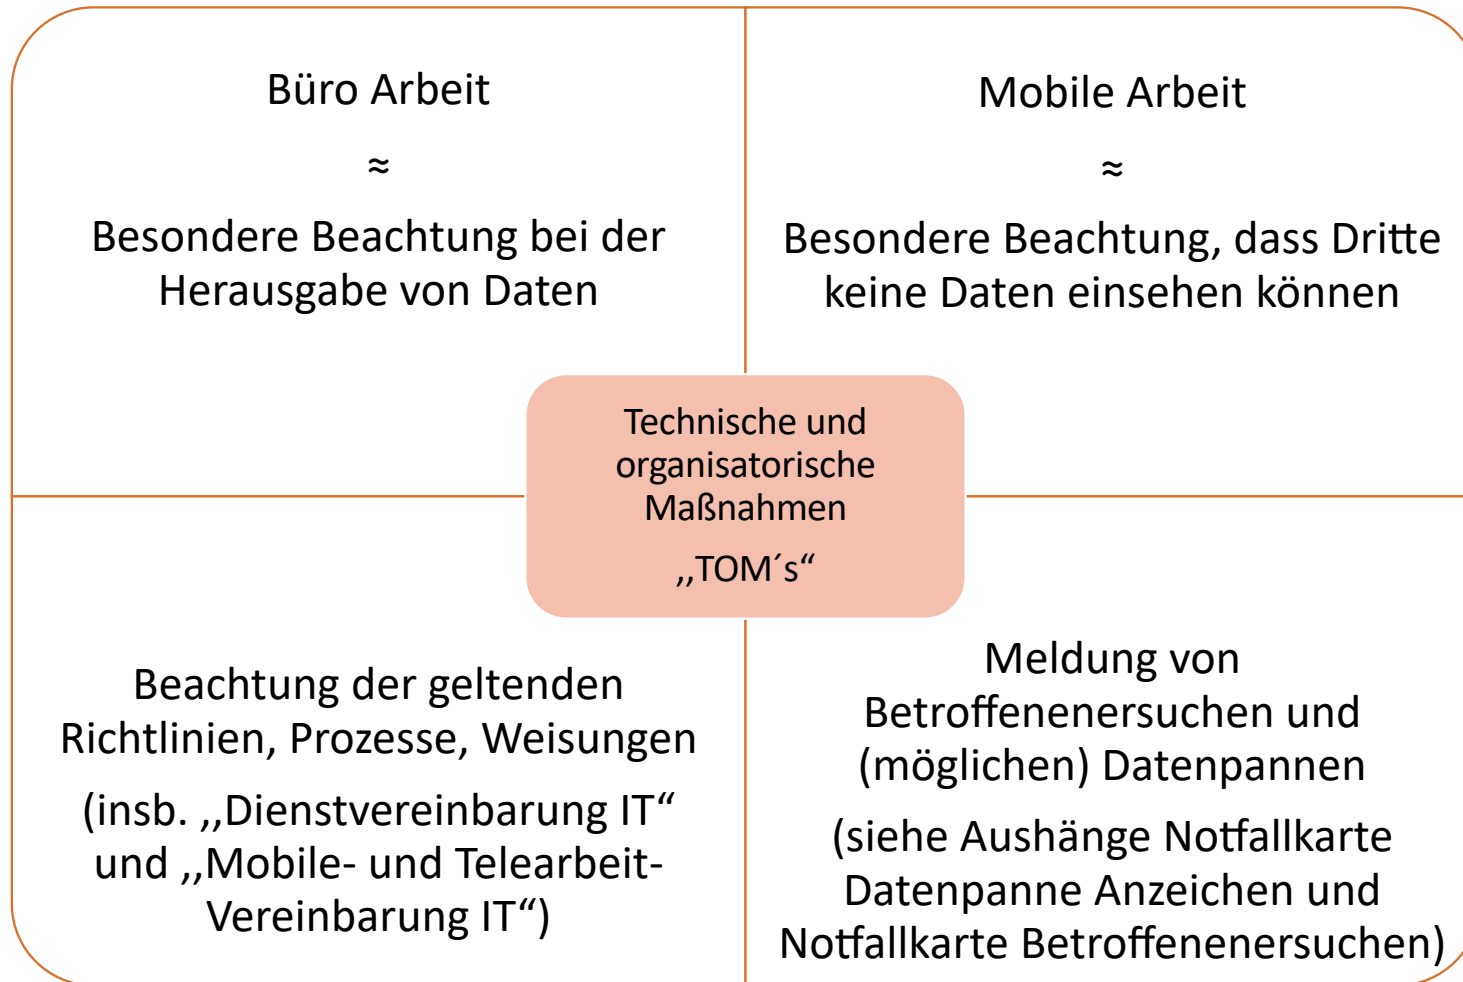 Büro Arbeit
≈
Besondere Beachtung bei der
Herausgabe von Daten
Mobile Arbeit
≈
Besondere Beachtung, dass Dritte
keine Daten einsehen können
Technische und
organisatorische
Maßnahmen
,,TOM´s“
Beachtung der geltenden
Richtlinien, Prozesse, Weisungen
(insb. ,,Dienstvereinbarung IT“
und ,,Mobile- und Telearbeit-
Vereinbarung IT“)
Meldung von
Betroffenenersuchen und
(möglichen) Datenpannen
(siehe Aushänge Notfallkarte
Datenpanne Anzeichen und
Notfallkarte Betroffenenersuchen)